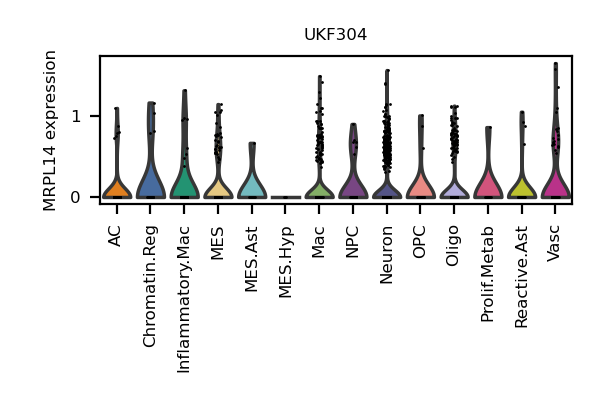 UKF304
MRPL14 expression
1
0
AC
Chromatin.Reg
Inflammatory.Mac
MES
MES.Ast
MES.Hyp
Mac
NPC
Neuron
OPC
Oligo
Prolif.Metab
Reactive.Ast
Vasc